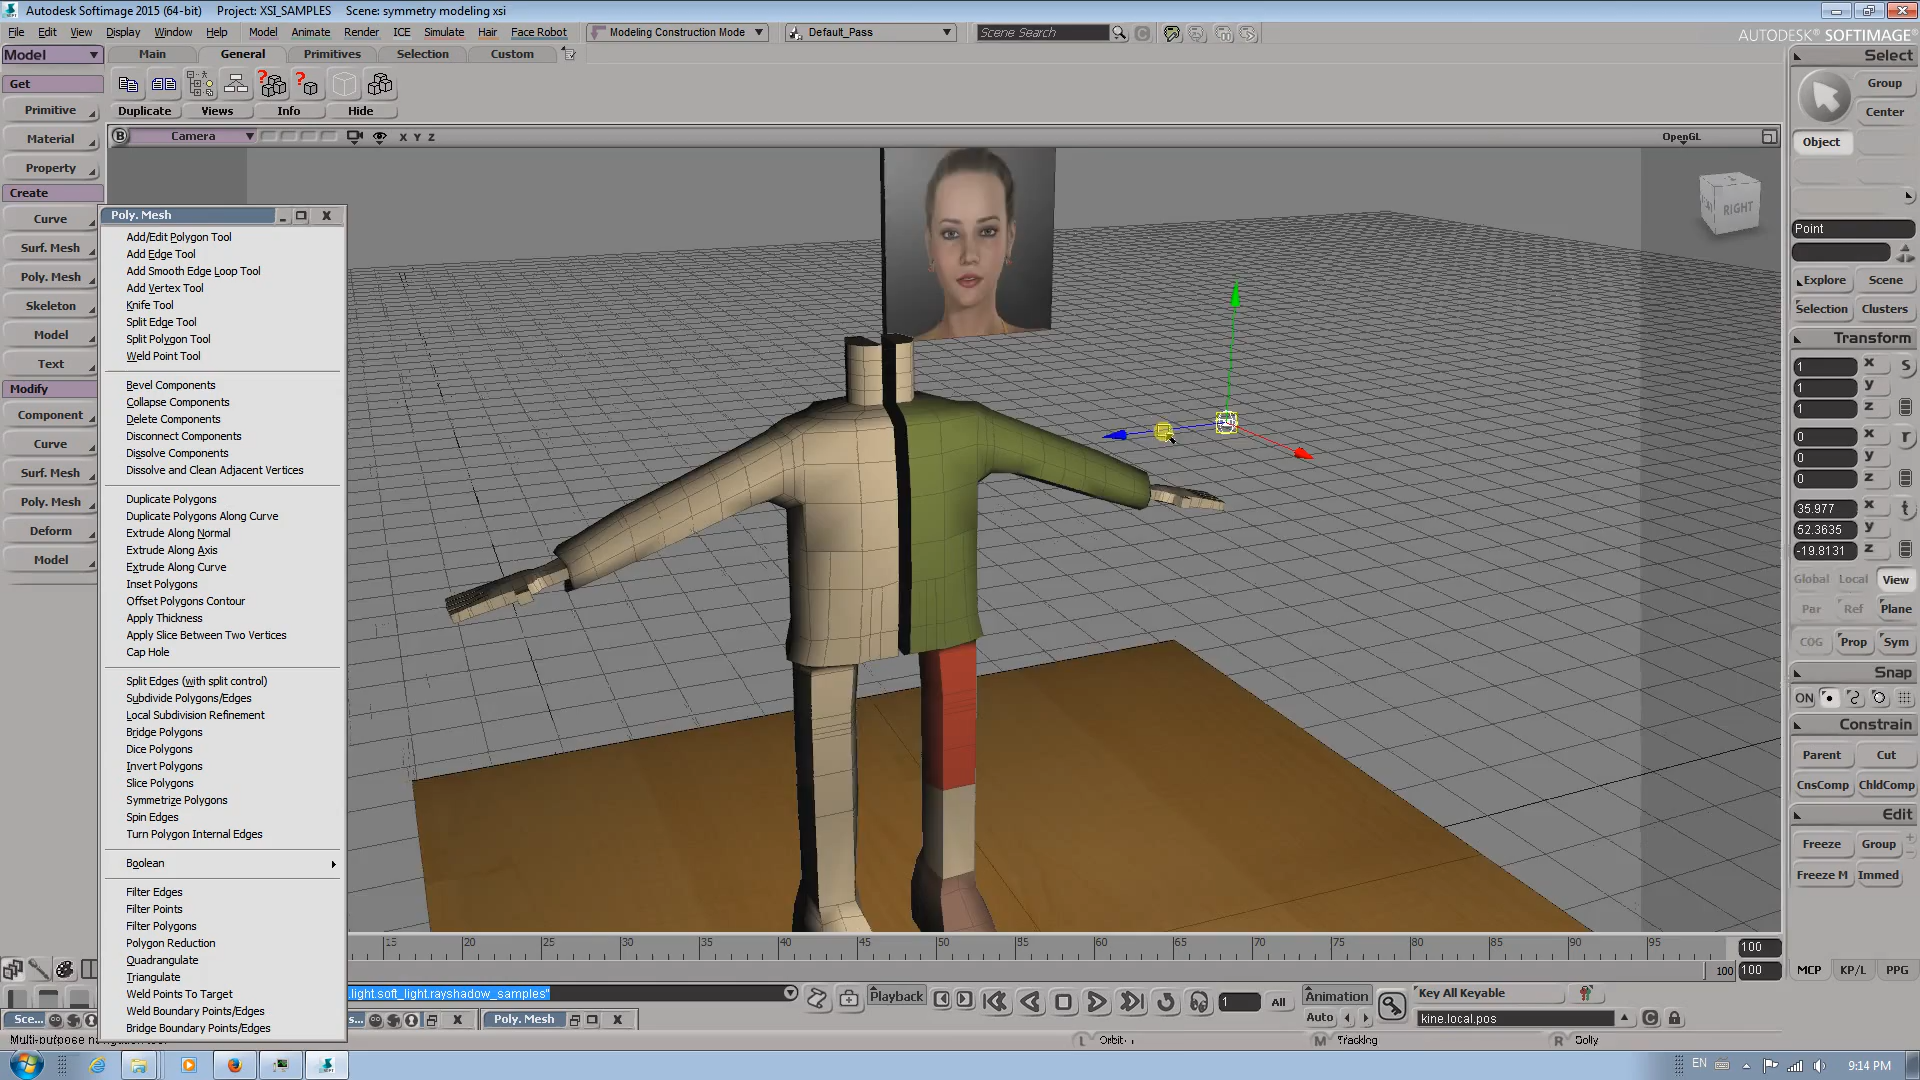 Autodesk Softimage 2015 (64-bit) Project: XSI_SAMPLES Scene: symmetry modeling xsi
File Edit View Display Window Help Model Animate Render ICE Simulate Hair Face Robot Modeling Construction Mode Default_Pass Scene Search C AUTODESK® SOFTIMAGE®
Model Main General Primitives Selection Custom
Select
Get
Group
Primitive
Duplicate Views Info Hide
Center
Material
B Camera X Y Z OpenGL
Object
Property
Create
RIGHT
Curve
Poly. Mesh
Point
Add/Edit Polygon Tool
Surf. Mesh
Add Edge Tool
Add Smooth Edge Loop Tool
Poly. Mesh
Explore Scene
Add Vertex Tool
Skeleton
Knife Tool
Selection Clusters
Split Edge Tool
Model
Split Polygon Tool
Transform
Weld Point Tool
Text
1 x s
Modify
Bevel Components
1 y
Collapse Components
1 z
Component
Delete Components
Disconnect Components
0 x r
Curve
Dissolve Components
0 y
Surf. Mesh
Dissolve and Clean Adjacent Vertices
0 z
Poly. Mesh
Duplicate Polygons
35.977 x t
Duplicate Polygons Along Curve
52.3635 y
Deform
Extrude Along Normal
-19.8131 z
Model
Extrude Along Axis
Extrude Along Curve
Global Local View
Inset Polygons
Offset Polygons Contour
Par Ref Plane
Apply Thickness
Apply Slice Between Two Vertices
COG Prop Sym
Cap Hole
Snap
Split Edges (with split control)
ON
Subdivide Polygons/Edges
Local Subdivision Refinement
Constrain
Bridge Polygons
Dice Polygons
Parent Cut
Invert Polygons
Slice Polygons
CnsComp ChldComp
Symmetrize Polygons
Spin Edges
Edit
Turn Polygon Internal Edges
Freeze Group
Boolean
Freeze M Immed
Filter Edges
Filter Points
Filter Polygons
Polygon Reduction
15 20 25 30 35 40 45 50 55 60 65 70 75 80 85 90 95 100
Quadrangulate
Triangulate
100 100 MCP KP/L PPG
Weld Points To Target
.light.soft_light.rayshadow_samples" Playback 1 All Animation Key All Keyable
Weld Boundary Points/Edges
Sce... s... Poly. Mesh Auto kine.local.pos C
Bridge Boundary Points/Edges
L Orbit M Tracking R Dolly
EN 9:14 PM